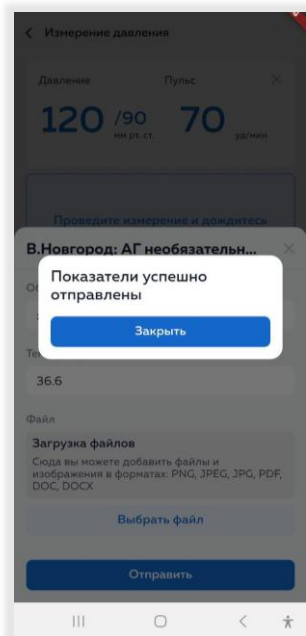 Измерение давления
Давление
Пульс
120 /90
мм рт. ст.
70
уд/мин
Проведите измерение и дождитесь
В.Новгород: АГ необязательн...
Показатели успешно
отправлены
Закрыть
36.6
Файл
Загрузка файлов
Сюда вы можете добавить файлы и
изображения в форматах: PNG, JPEG, JPG, PDF,
DOC, DOCX
Выбрать файл
Отправить